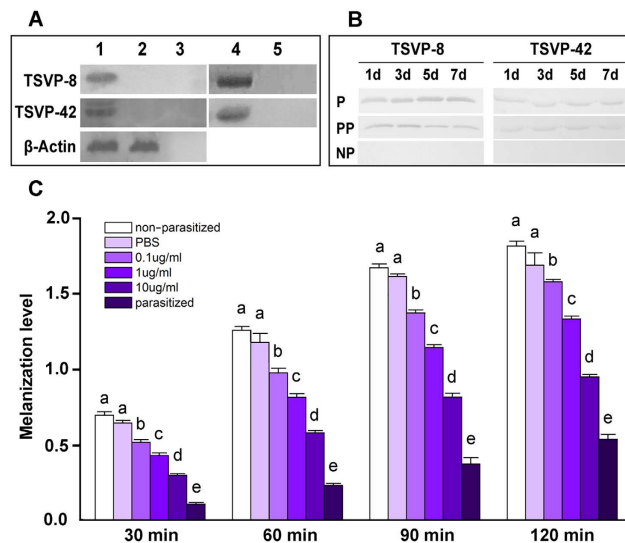 A
1 2 3 4 5
TSVP-8
TSVP-42
β-Actin
B
TSVP-8 TSVP-42
1d 3d 5d 7d 1d 3d 5d 7d
P
PP
NP
C
Melanization level
2.0
1.5
1.0
0.5
0.0
non-parasitized
PBS
0.1ug/ml
1ug/ml
10ug/ml
parasitized
a a b c d e
a a b c d e
a a b c d e
a a b c d e
30 min 60 min 90 min 120 min